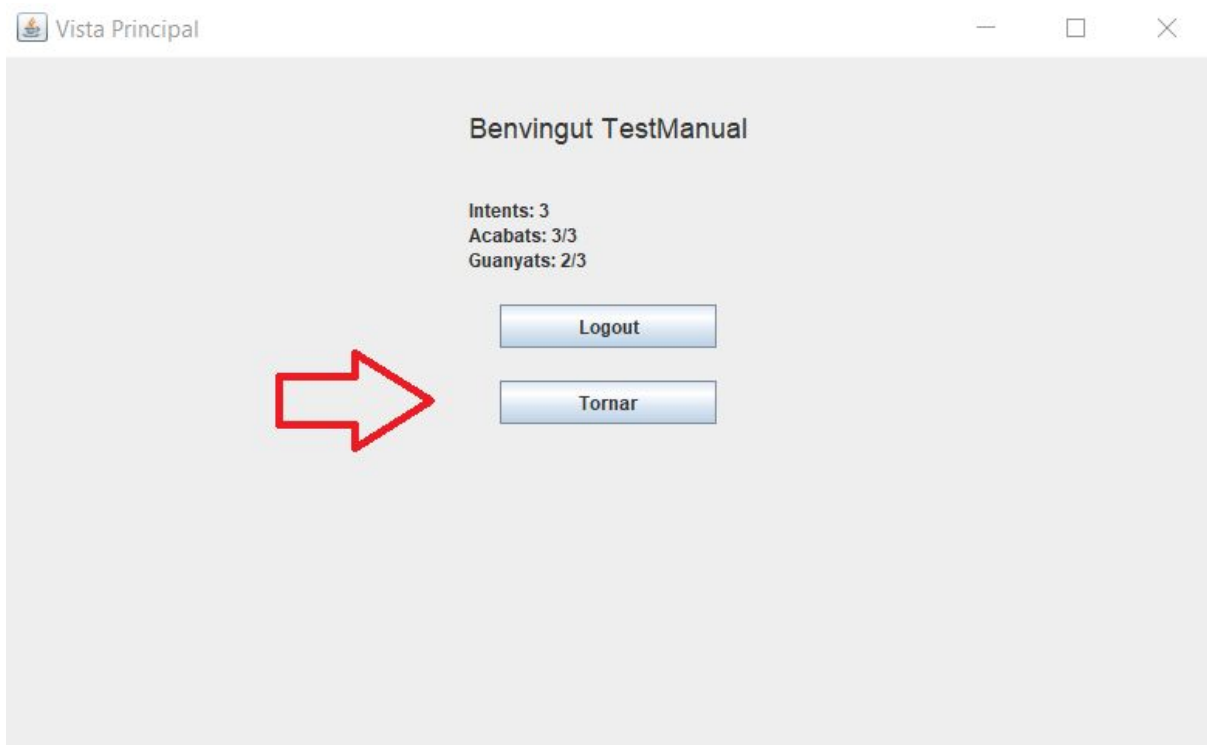 Vista Principal
Benvingut TestManual
Intents: 3
Acabats: 3/3
Guanyats: 2/3
Logout
Tornar